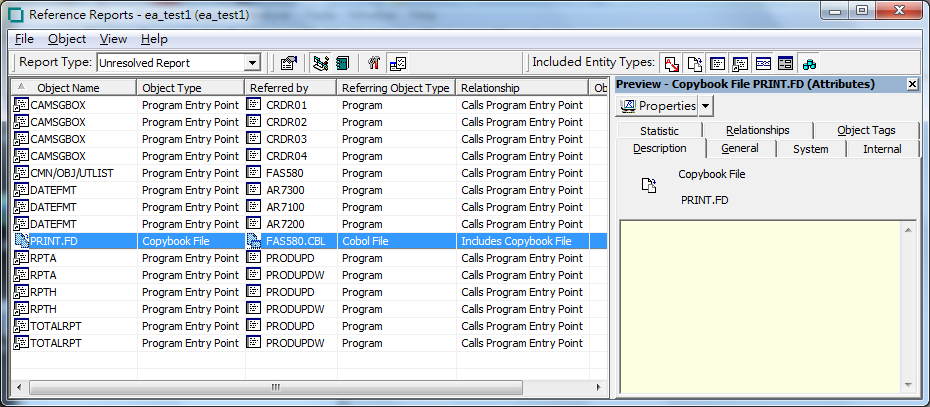 Reference Reports - ea_test1 (ea_test1)
File Object View Help
Report Type: Unresolved Report Included Entity Types:
Object Name Object Type Referred by Referring Object Type Relationship Ob
CAMSGBOX Program Entry Point CRDR01 Program Calls Program Entry Point
CAMSGBOX Program Entry Point CRDR02 Program Calls Program Entry Point
CAMSGBOX Program Entry Point CRDR03 Program Calls Program Entry Point
CAMSGBOX Program Entry Point CRDR04 Program Calls Program Entry Point
CMN/OBJ/UTLIST Program Entry Point FAS580 Program Calls Program Entry Point
DATEFMT Program Entry Point AR7300 Program Calls Program Entry Point
DATEFMT Program Entry Point AR7100 Program Calls Program Entry Point
DATEFMT Program Entry Point AR7200 Program Calls Program Entry Point
PRINT.FD Copybook File FAS580.CBL Cobol File Includes Copybook File
RPTA Program Entry Point PRODUPD Program Calls Program Entry Point
RPTA Program Entry Point PRODUPDW Program Calls Program Entry Point
RPTH Program Entry Point PRODUPD Program Calls Program Entry Point
RPTH Program Entry Point PRODUPDW Program Calls Program Entry Point
TOTALRPT Program Entry Point PRODUPD Program Calls Program Entry Point
TOTALRPT Program Entry Point PRODUPDW Program Calls Program Entry Point
Preview - Copybook File PRINT.FD (Attributes)
Properties
Statistic Relationships Object Tags
Description General System Internal
Copybook File
PRINT.FD